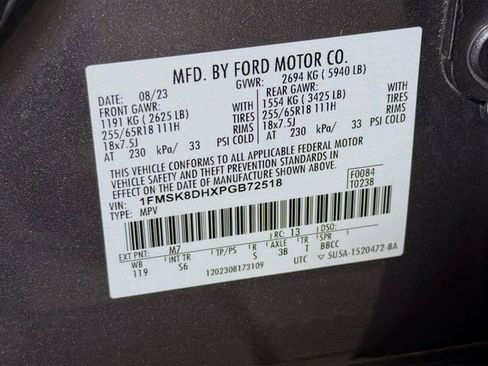 MFD. BY FORD MOTOR CO.
DATE: 08/23 GVWR: 2694 KG ( 5940 LB)
FRONT GAWR: REAR GAWR:
1191 KG ( 2625 LB) WITH 1554 KG ( 3425 LB) WITH
255/65R18 111H TIRES 255/65R18 111H TIRES
18x7.5J RIMS 18x7.5J RIMS
AT 230 kPa/ 33 PSI COLD AT 230 kPa/ 33 PSI COLD
THIS VEHICLE CONFORMS TO ALL APPLICABLE FEDERAL MOTOR
VEHICLE SAFETY AND THEFT PREVENTION STANDARDS IN
EFFECT ON THE DATE OF MANUFACTURE SHOWN ABOVE.
VIN: 1FMSK8DHXPGB72518 F0084
TYPE: MPV T0238
EXT PNT: M7 RC: 13 DSO:
WB INT TR TP/PS R AXLE TR SPR
119 S6 S 3B T BBCC
1202308173109 UTC 5U5A-1520472-BA